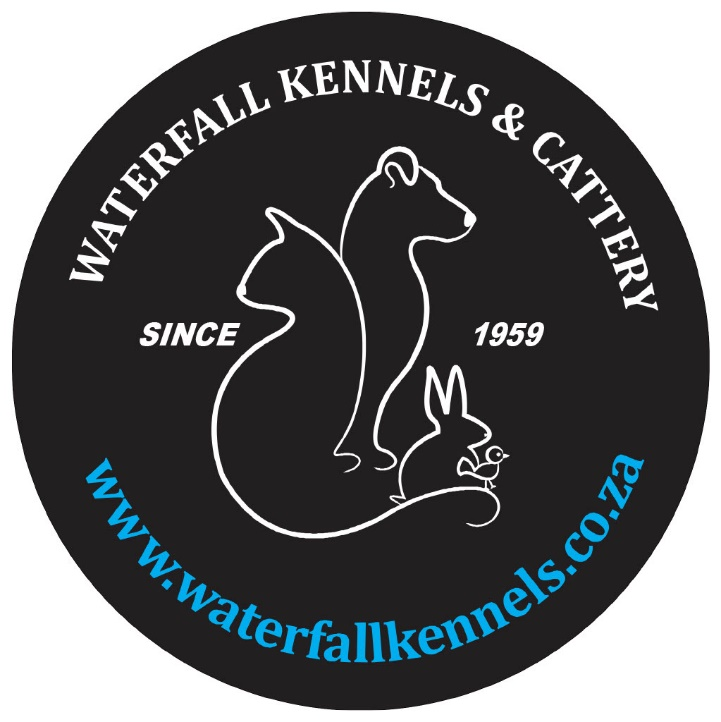 WATERFALL KENNELS & CATTERY
SINCE 1959
www.waterfallkennels.co.za